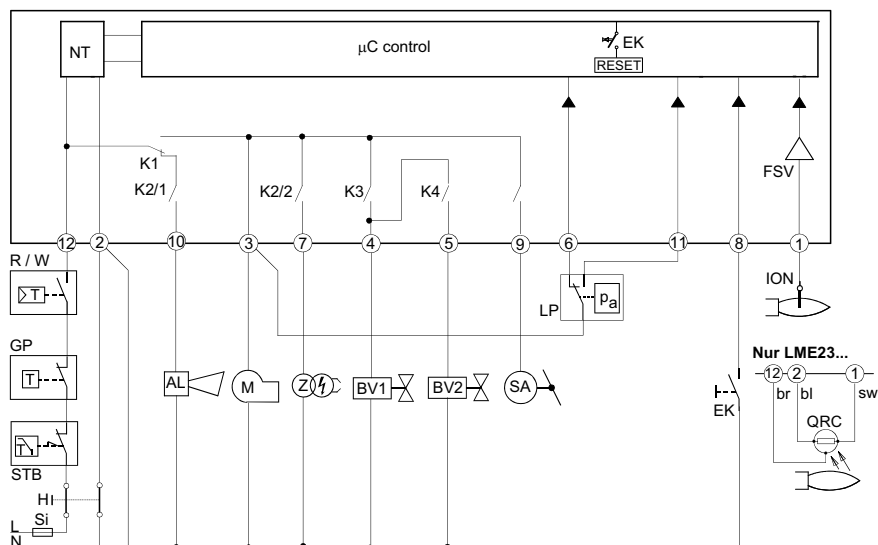 NT
µC control
EK
RESET
K1
K2/1
K2/2
K3
K4
FSV
12
2
10
3
7
4
5
9
6
11
8
1
R / W
T
LP
pa
ION
GP
T
AL
M
Z
BV1
BV2
SA
EK
Nur LME23...
12
2
1
br
bl
sw
QRC
T
STB
H
L
Si
N